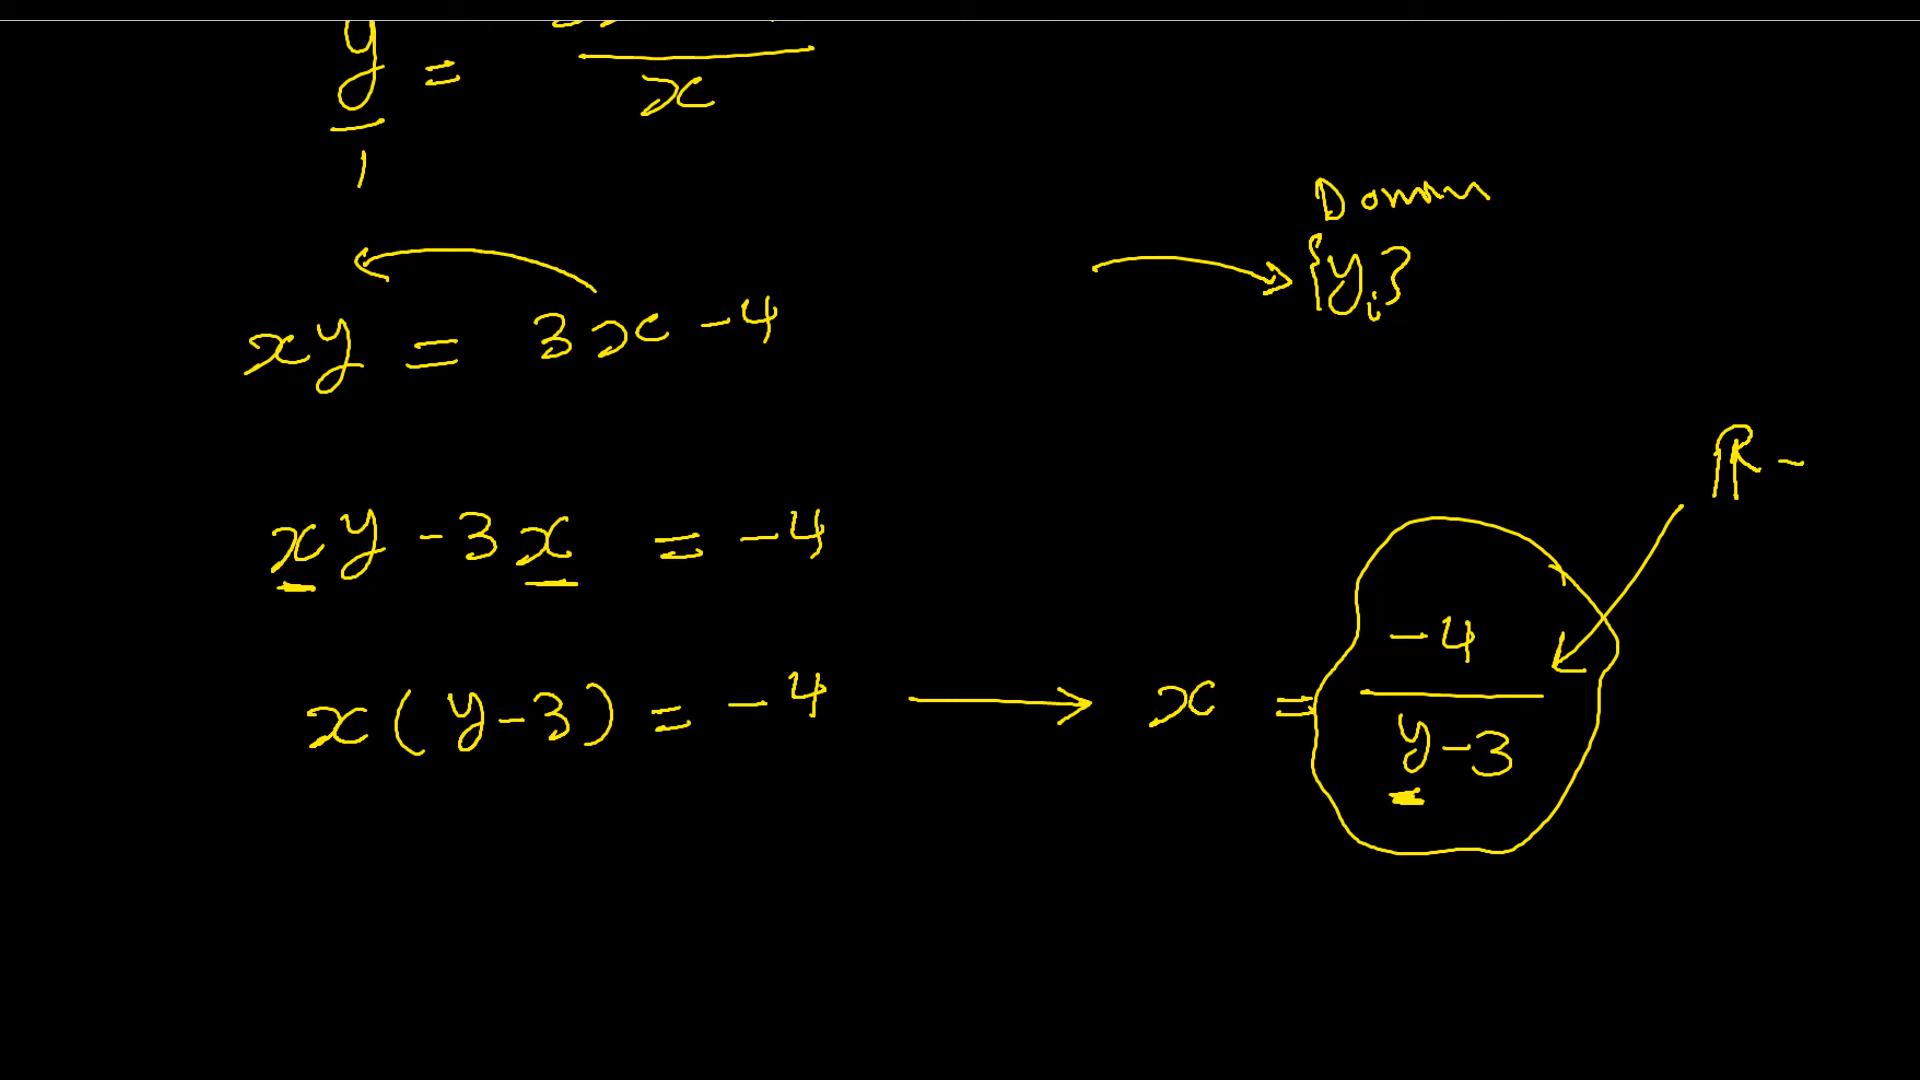 y/1 = /x
Domain
{yi}
xy = 3x - 4
ℝ -
xy - 3x = -4
x(y-3) = -4 → x = -4/(y-3)